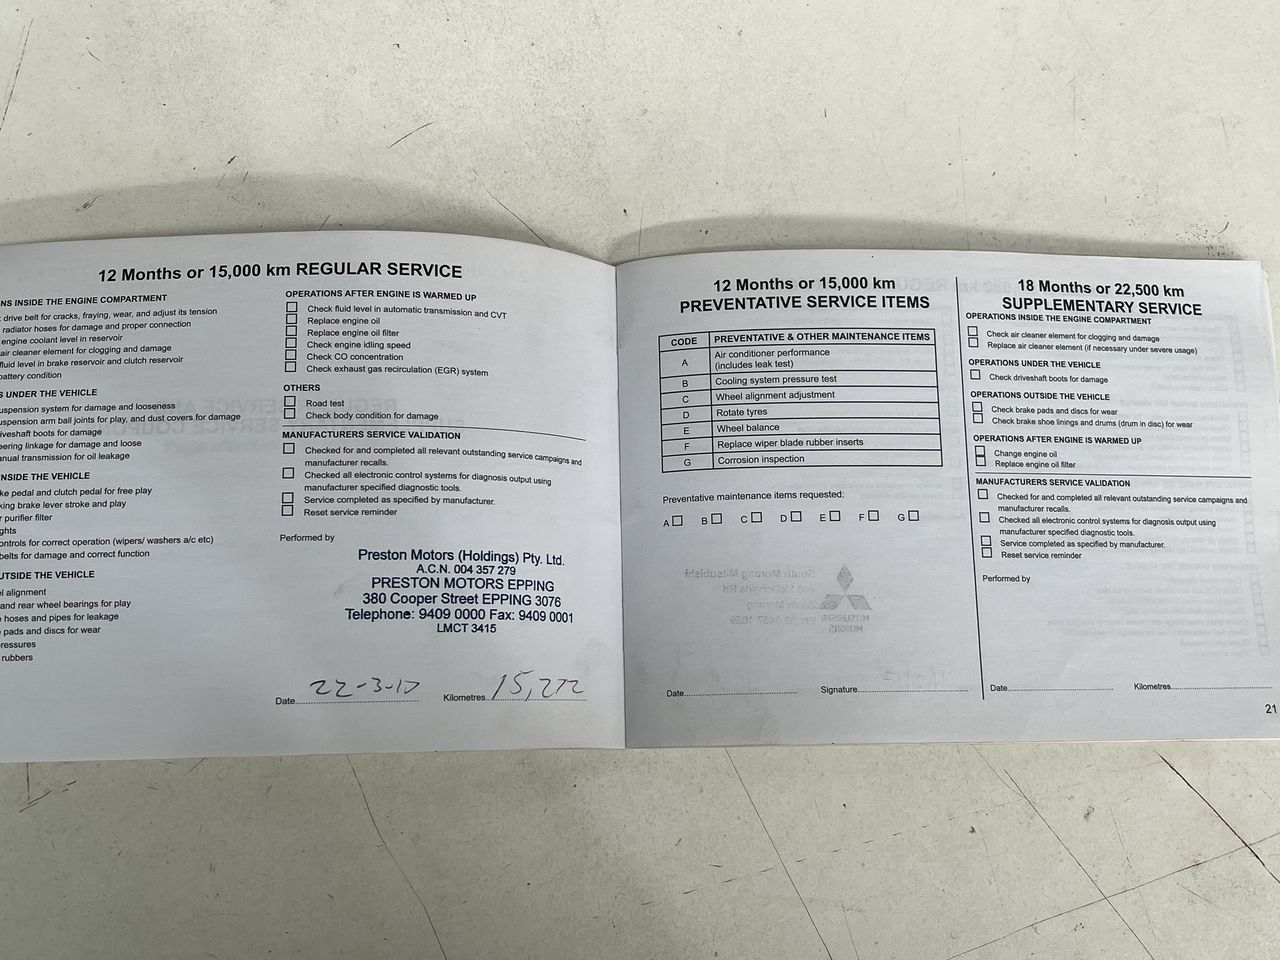 12 Months or 15,000 km REGULAR SERVICE
NS INSIDE THE ENGINE COMPARTMENT
drive belt for cracks, fraying, wear, and adjust its tension
radiator hoses for damage and proper connection
engine coolant level in reservoir
air cleaner element for clogging and damage
fluid level in brake reservoir and clutch reservoir
battery condition
S UNDER THE VEHICLE
suspension system for damage and looseness
suspension arm ball joints for play, and dust covers for damage
driveshaft boots for damage
steering linkage for damage and loose
manual transmission for oil leakage
INSIDE THE VEHICLE
ke pedal and clutch pedal for free play
king brake lever stroke and play
r purifier filter
ghts
controls for correct operation (wipers/ washers a/c etc)
belts for damage and correct function
UTSIDE THE VEHICLE
l alignment
and rear wheel bearings for play
hoses and pipes for leakage
pads and discs for wear
ressures
rubbers
OPERATIONS AFTER ENGINE IS WARMED UP
Check fluid level in automatic transmission and CVT
Replace engine oil
Replace engine oil filter
Check engine idling speed
Check CO concentration
Check exhaust gas recirculation (EGR) system
OTHERS
Road test
Check body condition for damage
MANUFACTURERS SERVICE VALIDATION
Checked for and completed all relevant outstanding service campaigns and
manufacturer recalls.
Checked all electronic control systems for diagnosis output using
manufacturer specified diagnostic tools.
Service completed as specified by manufacturer.
Reset service reminder
Performed by
Preston Motors (Holdings) Pty. Ltd.
A.C.N. 004 357 279
PRESTON MOTORS EPPING
380 Cooper Street EPPING 3076
Telephone: 9409 0000 Fax: 9409 0001
LMCT 3415
Date 22-3-17 Kilometres 15,272
12 Months or 15,000 km
PREVENTATIVE SERVICE ITEMS
CODE PREVENTATIVE & OTHER MAINTENANCE ITEMS
A Air conditioner performance
(includes leak test)
B Cooling system pressure test
C Wheel alignment adjustment
D Rotate tyres
E Wheel balance
F Replace wiper blade rubber inserts
G Corrosion inspection
Preventative maintenance items requested:
A B C D E F G
Date Signature
18 Months or 22,500 km
SUPPLEMENTARY SERVICE
OPERATIONS INSIDE THE ENGINE COMPARTMENT
Check air cleaner element for clogging and damage
Replace air cleaner element (if necessary under severe usage)
OPERATIONS UNDER THE VEHICLE
Check driveshaft boots for damage
OPERATIONS OUTSIDE THE VEHICLE
Check brake pads and discs for wear
Check brake shoe linings and drums (drum in disc) for wear
OPERATIONS AFTER ENGINE IS WARMED UP
Change engine oil
Replace engine oil filter
MANUFACTURERS SERVICE VALIDATION
Checked for and completed all relevant outstanding service campaigns and
manufacturer recalls.
Checked all electronic control systems for diagnosis output using
manufacturer specified diagnostic tools.
Service completed as specified by manufacturer.
Reset service reminder
Performed by
Date Kilometres
21